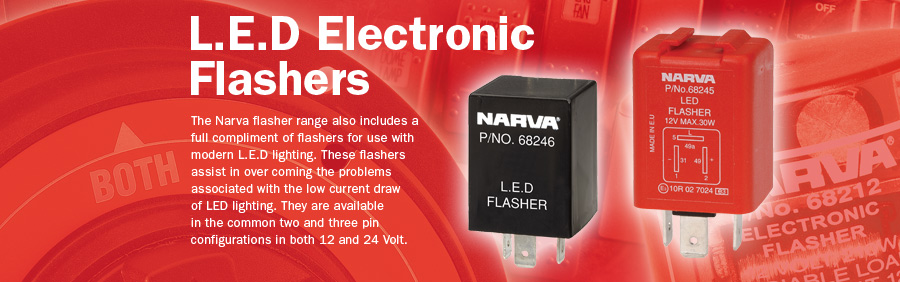 L.E.D Electronic
Flashers
The Narva flasher range also includes a
full compliment of flashers for use with
modern L.E.D lighting. These flashers
assist in over coming the problems
associated with the low current draw
of LED lighting. They are available
in the common two and three pin
configurations in both 12 and 24 Volt.
BOTH
NARVA®
P/NO. 68246
L.E.D
FLASHER
NARVA
P/No.68245
LED
FLASHER
12V MAX.30W
MADE IN E.U
L
5
49a
31 49
- +
1
2
10R 02 7024
OFF
RVA®
No. 68212
ELECTRONIC
FLASHER